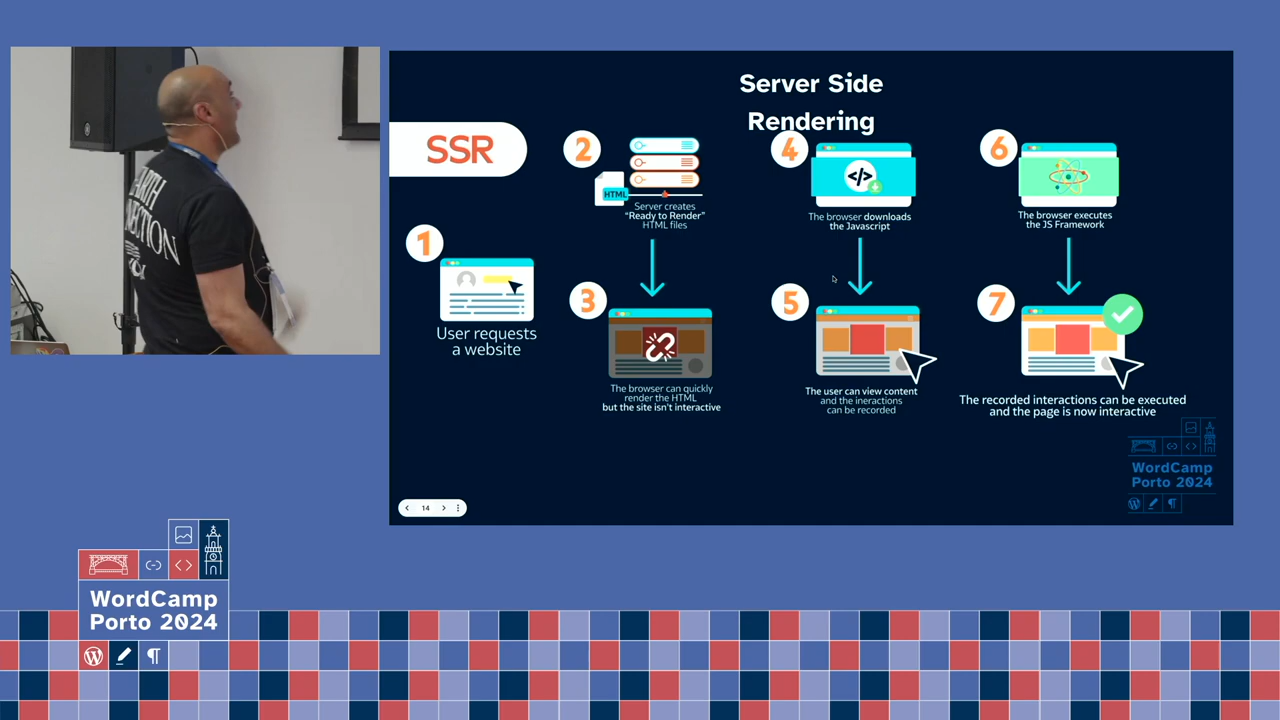 Server Side
Rendering
SSR
1
User requests
a website
2
HTML
Server creates
“Ready to Render”
HTML files
3
The browser can quickly
render the HTML
but the site isn't interactive
4
</>
The browser downloads
the Javascript
5
The user can view content
and the ineractions
can be recorded
6
The browser executes
the JS Framework
7
The recorded interactions can be executed
and the page is now interactive
WordCamp
Porto 2024
14
WordCamp
Porto 2024